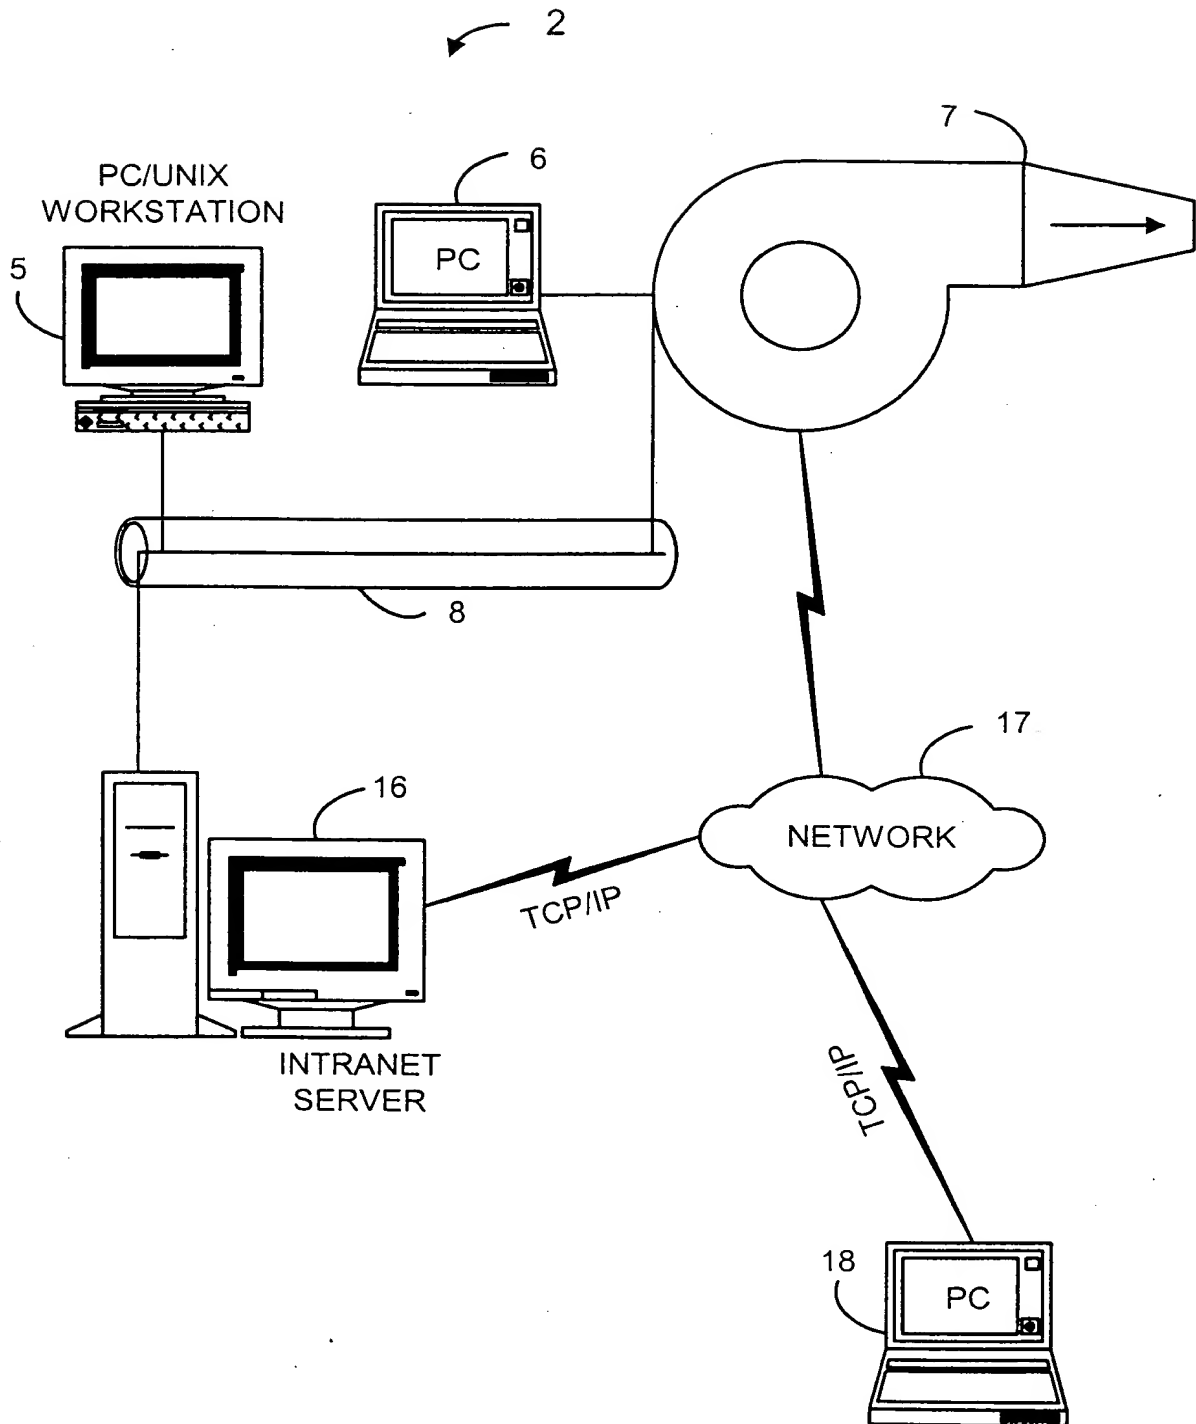 2
7
6
PC/UNIX
WORKSTATION
PC
5
8
17
16
NETWORK
TCP/IP
INTRANET
SERVER
TCP/IP
18
PC